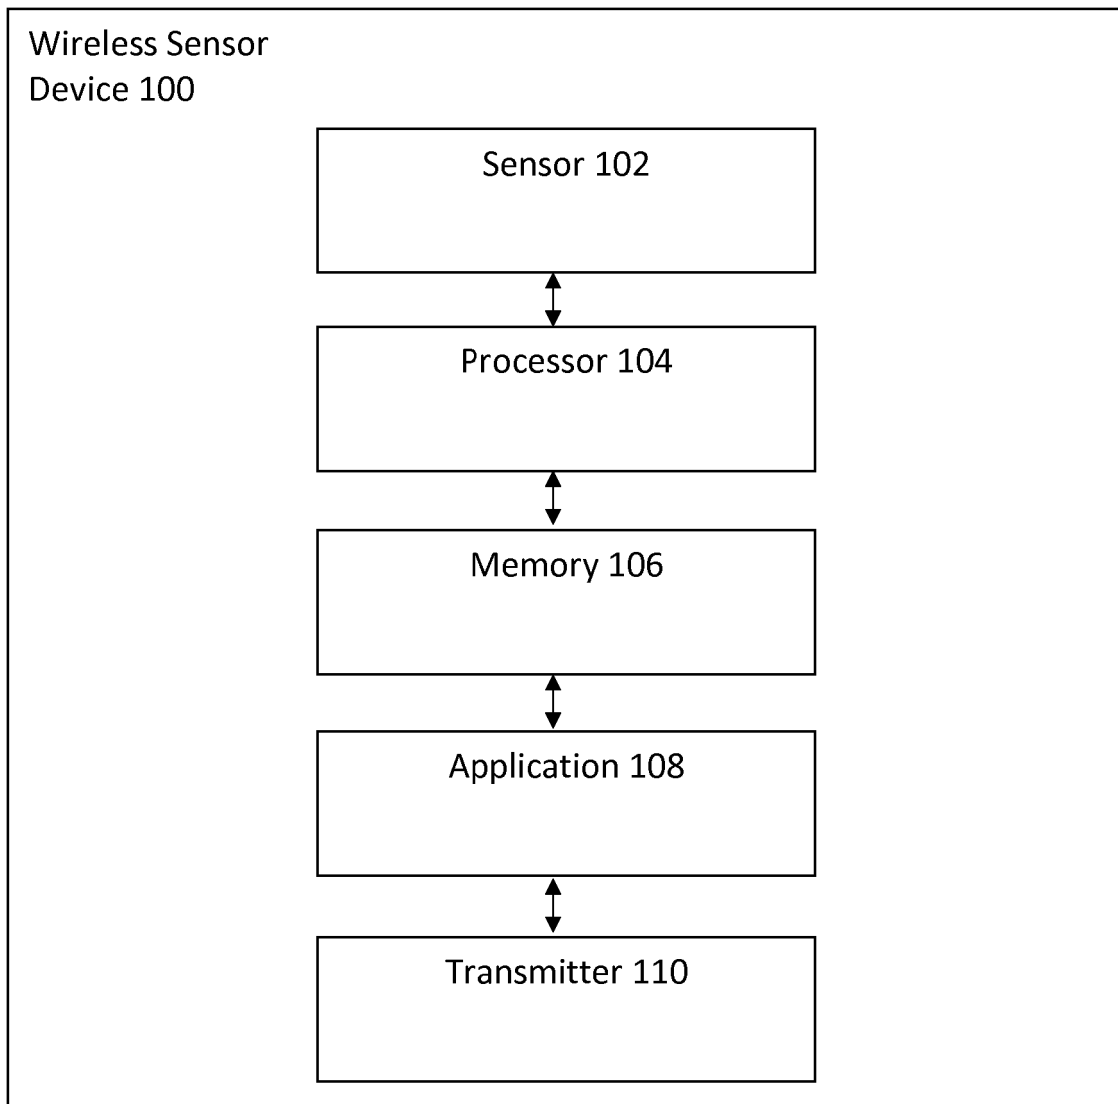 Wireless Sensor
Device 100
Sensor 102
Processor 104
Memory 106
Application 108
Transmitter 110